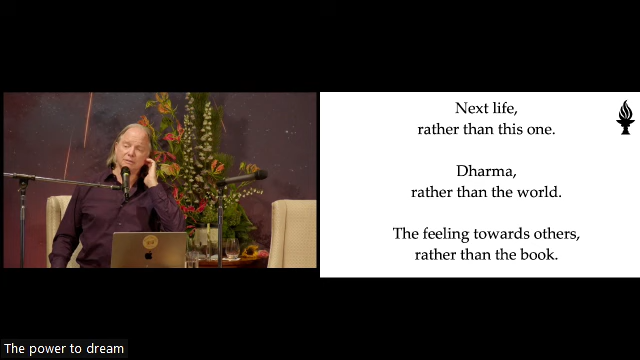 Next life,
rather than this one.
Dharma,
rather than the world.
The feeling towards others,
rather than the book.
The power to dream